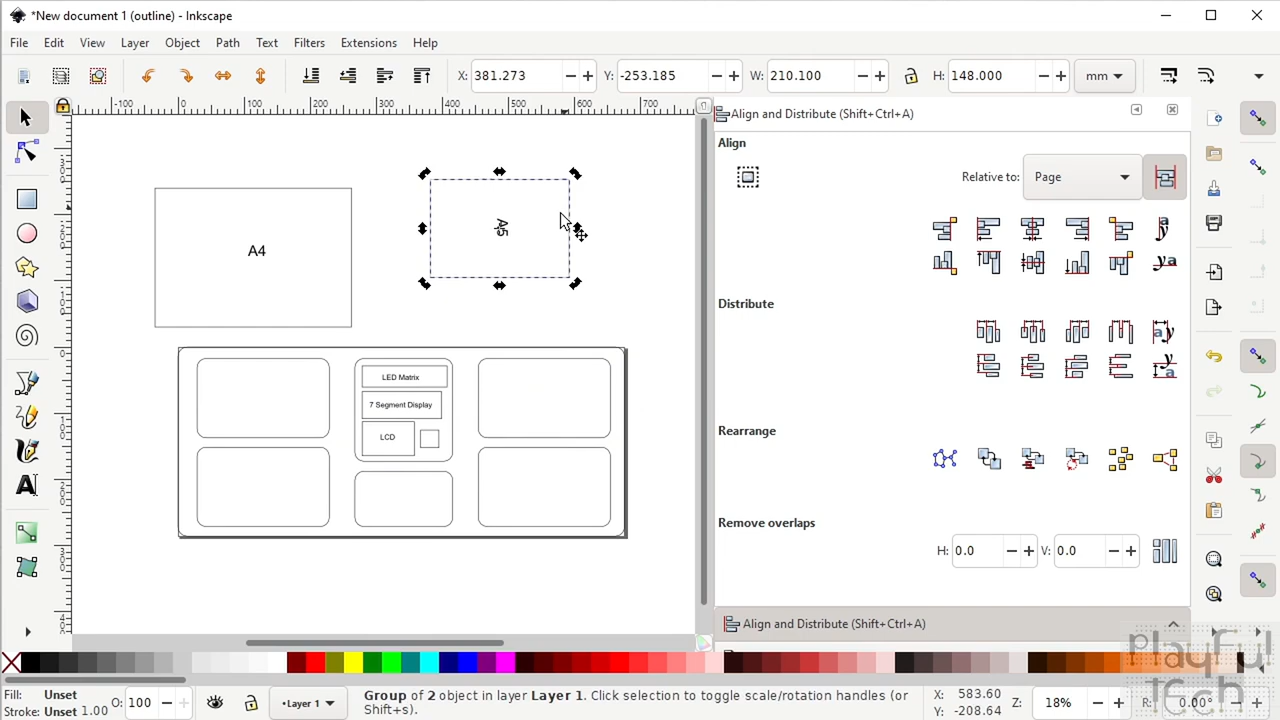 *New document 1 (outline) - Inkscape
File Edit View Layer Object Path Text Filters Extensions Help
X: 381.273 Y: -253.185 W: 210.100 H: 148.000 mm
-100 0 100 200 300 400 500 600 700
Align and Distribute (Shift+Ctrl+A)
Align
Relative to: Page
A4
A5
Distribute
LED Matrix
7 Segment Display
LCD
Rearrange
Remove overlaps
H: 0.0 V: 0.0
Align and Distribute (Shift+Ctrl+A)
playful
tech
Fill: Unset
Stroke: Unset 1.00
O: 100
•Layer 1
Group of 2 objects in layer Layer 1. Click selection to toggle scale/rotation handles (or
Shift+s).
X: 583.60
Y: -208.64
Z: 18%
R: 0.00°